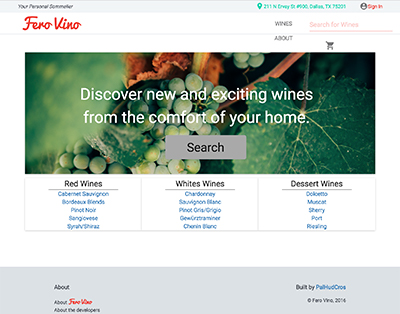 Your Personal Sommelier
211 N Ervay St #900, Dallas, TX 75201
Sign In
Fero Vino
WINES
Search for Wines
ABOUT
Discover new and exciting wines
from the comfort of your home.
Search
Red Wines
Cabernet Sauvignon
Bordeaux Blends
Pinot Noir
Sangiovese
Syrah/Shiraz
Whites Wines
Chardonnay
Sauvignon Blanc
Pinot Gris/Grigio
Gewürztraminer
Chenin Blanc
Dessert Wines
Dolcetto
Muscat
Sherry
Port
Riesling
About
About Fero Vino
About the developers
Built by PalHudCros
© Fero Vino, 2016